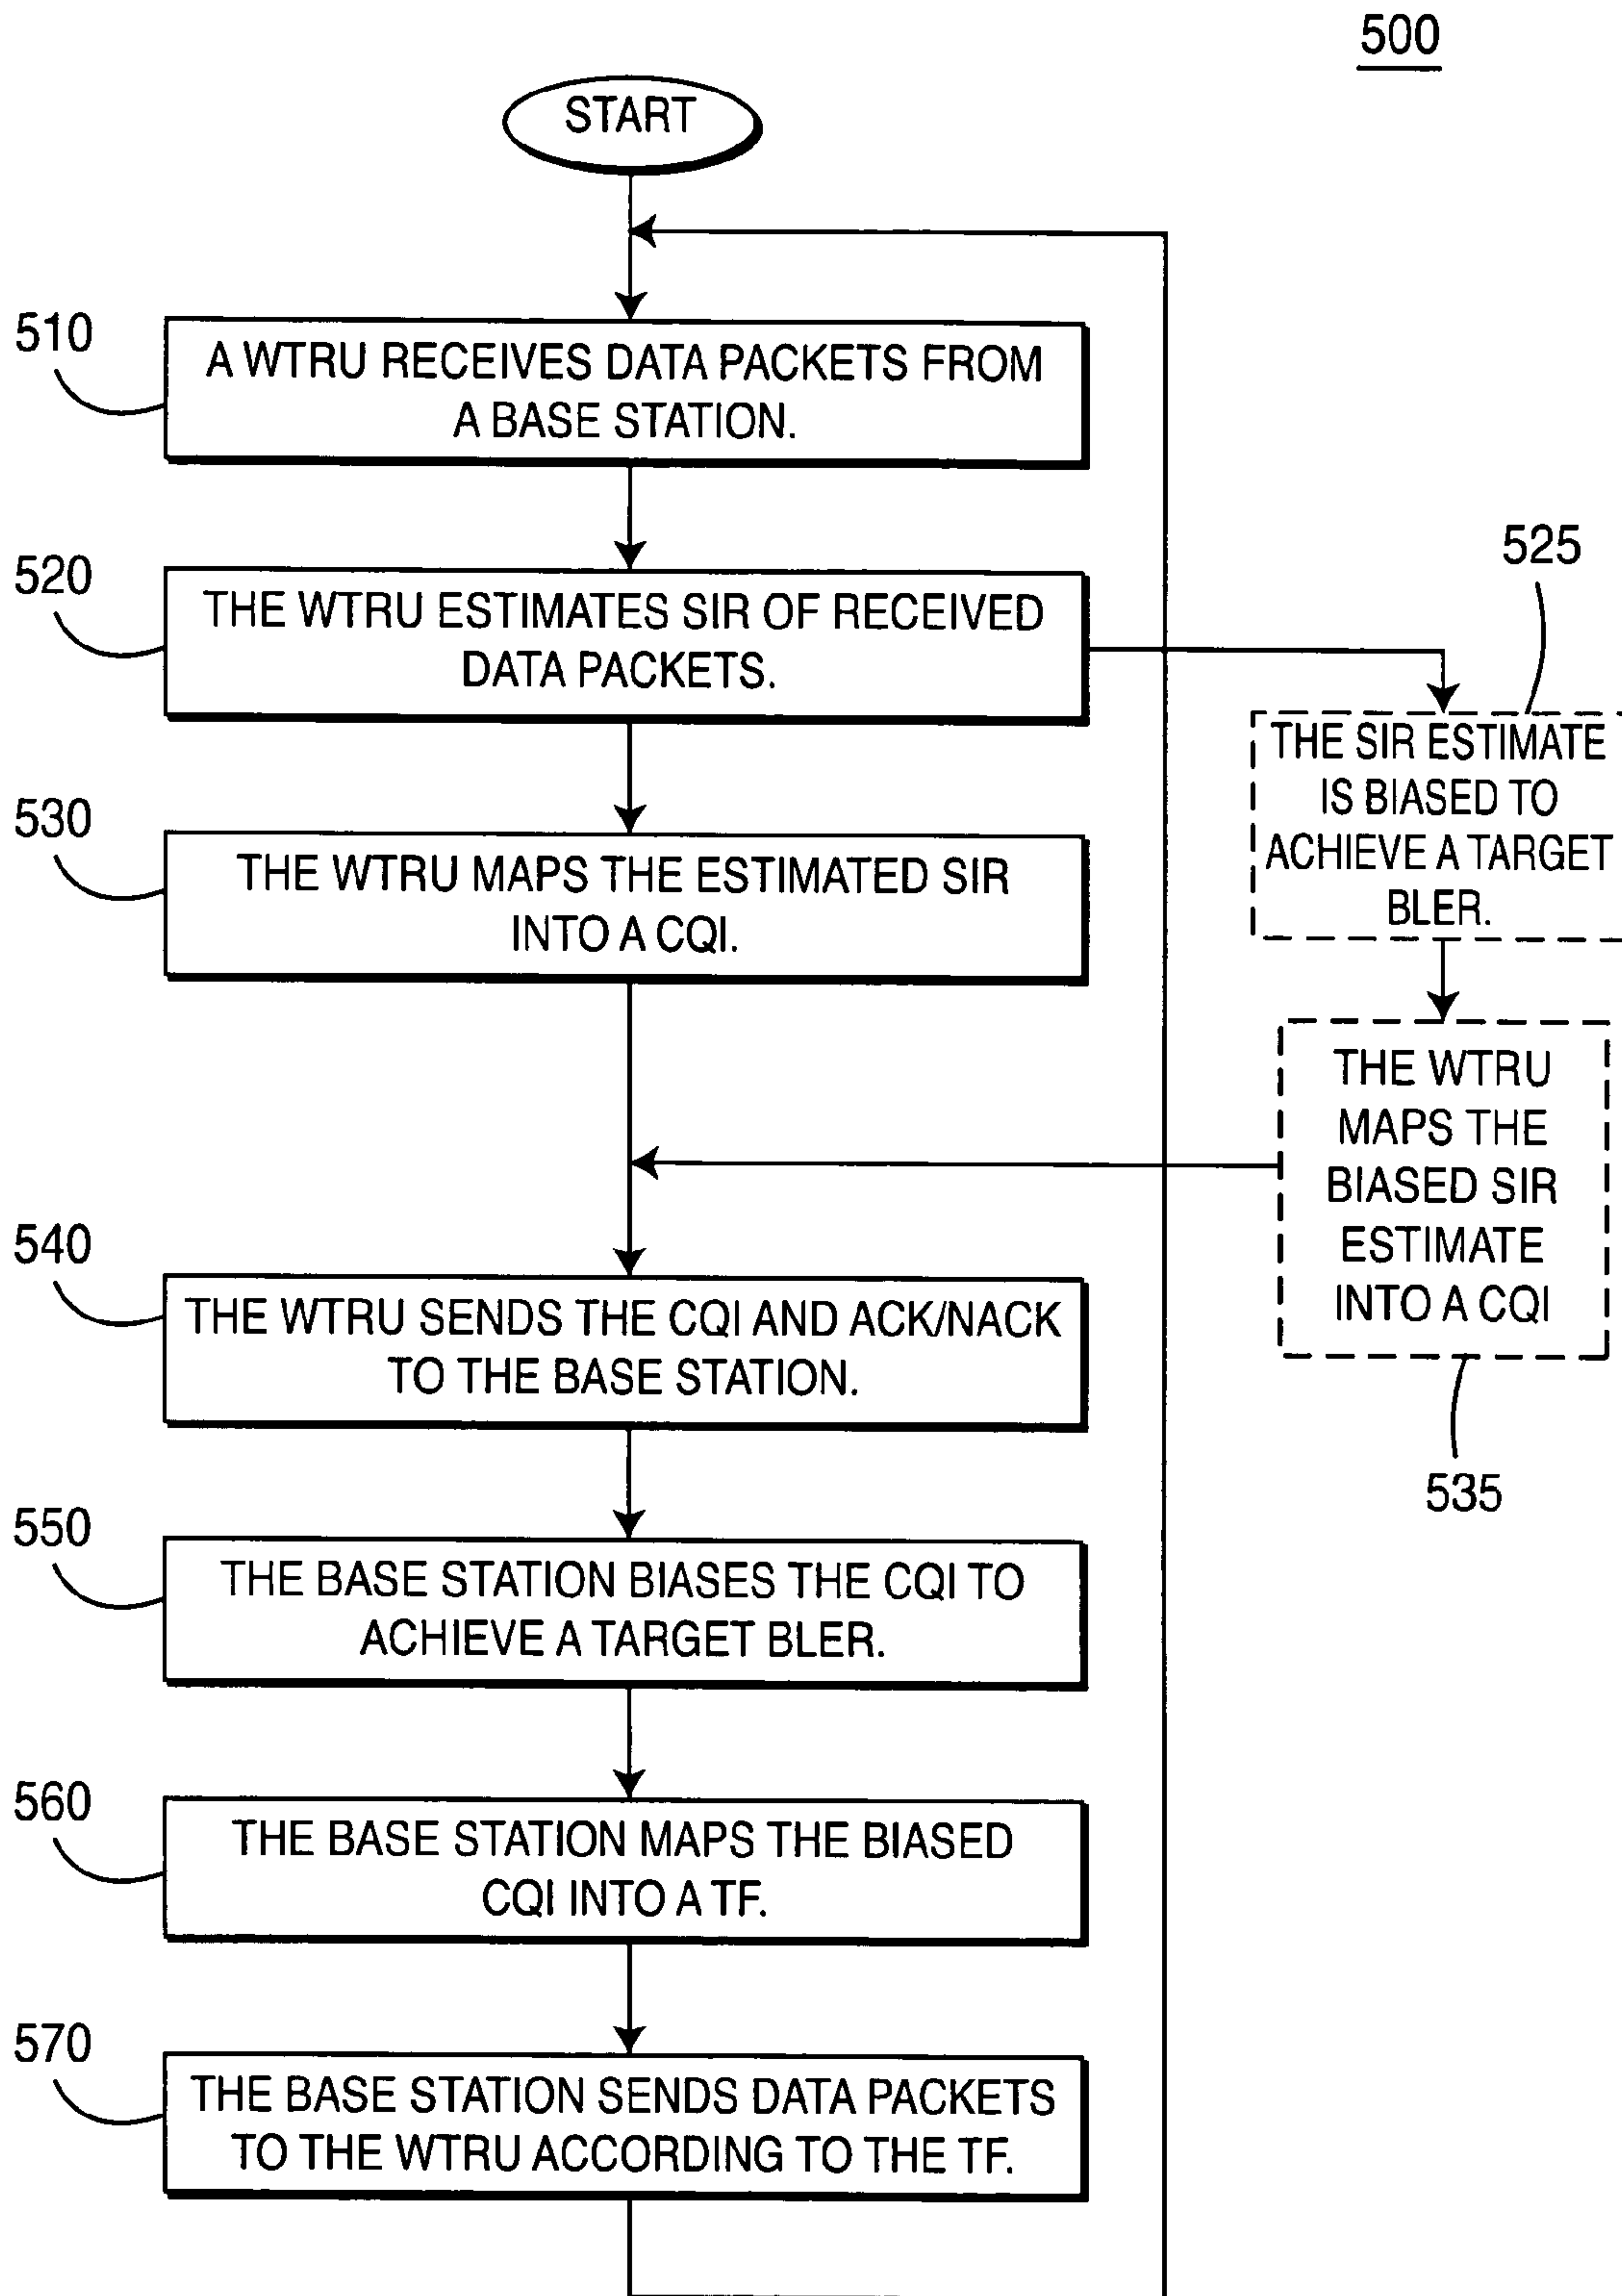 500
START
510
A WTRU RECEIVES DATA PACKETS FROM
A BASE STATION.
520
THE WTRU ESTIMATES SIR OF RECEIVED
DATA PACKETS.
525
THE SIR ESTIMATE
IS BIASED TO
ACHIEVE A TARGET
BLER.
530
THE WTRU MAPS THE ESTIMATED SIR
INTO A CQI.
THE WTRU
MAPS THE
BIASED SIR
ESTIMATE
INTO A CQI
535
540
THE WTRU SENDS THE CQI AND ACK/NACK
TO THE BASE STATION.
550
THE BASE STATION BIASES THE CQI TO
ACHIEVE A TARGET BLER.
560
THE BASE STATION MAPS THE BIASED
CQI INTO A TF.
570
THE BASE STATION SENDS DATA PACKETS
TO THE WTRU ACCORDING TO THE TF.